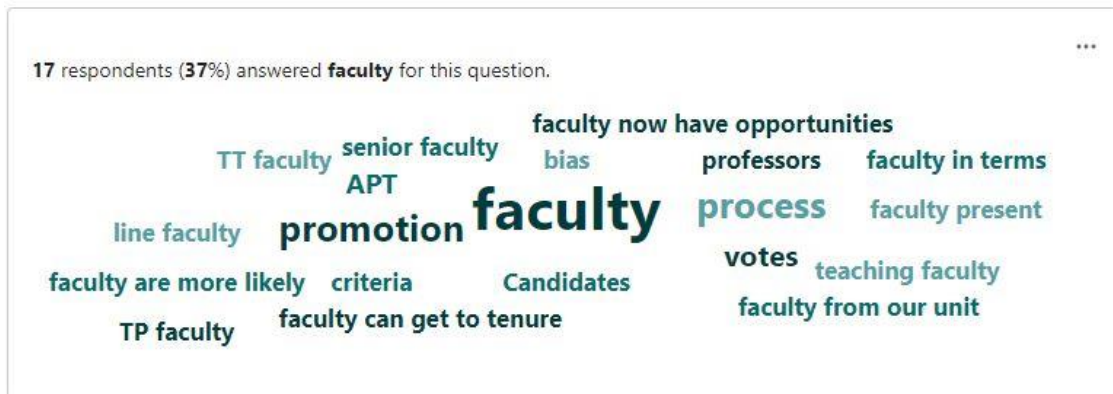 ...
17 respondents (37%) answered faculty for this question.
faculty now have opportunities
senior faculty
TT faculty
bias
professors
faculty in terms
APT
faculty
process
faculty present
promotion
line faculty
votes
teaching faculty
faculty are more likely
criteria
Candidates
faculty from our unit
faculty can get to tenure
TP faculty